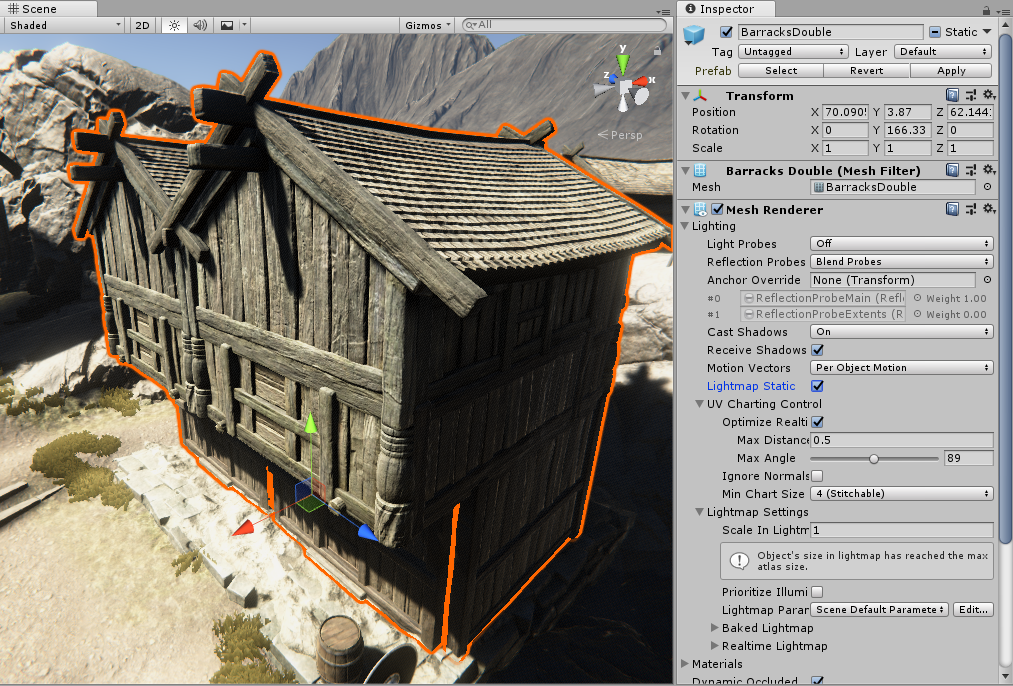 Scene
Shaded 2D Gizmos All
y
z x
Persp
Inspector
BarracksDouble Static
Tag Untagged Layer Default
Prefab Select Revert Apply
Transform
Position X 70.090 Y 3.87 Z 62.144
Rotation X 0 Y 166.33 Z 0
Scale X 1 Y 1 Z 1
Barracks Double (Mesh Filter)
Mesh BarracksDouble
Mesh Renderer
Lighting
Light Probes Off
Reflection Probes Blend Probes
Anchor Override None (Transform)
#0 ReflectionProbeMain (Refl Weight 1.00
#1 ReflectionProbeExtents (R Weight 0.00
Cast Shadows On
Receive Shadows
Motion Vectors Per Object Motion
Lightmap Static
UV Charting Control
Optimize Realti
Max Distance 0.5
Max Angle 89
Ignore Normals
Min Chart Size 4 (Stitchable)
Lightmap Settings
Scale In Lightm 1
Object's size in lightmap has reached the max
atlas size.
Prioritize Illumi
Lightmap Para Scene Default Paramete Edit...
Baked Lightmap
Realtime Lightmap
Materials
Dynamic Occluded